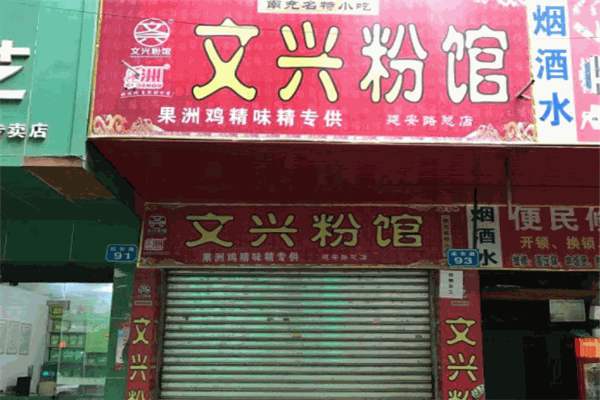 南充名特小吃
文兴粉馆
文兴粉馆
果洲鸡精味精专供
延安路总店
烟酒水
卖店
文兴粉馆
果洲鸡精味精专供
延安路总店
91
93
烟酒水
便民
开锁、换锁
文兴
文兴